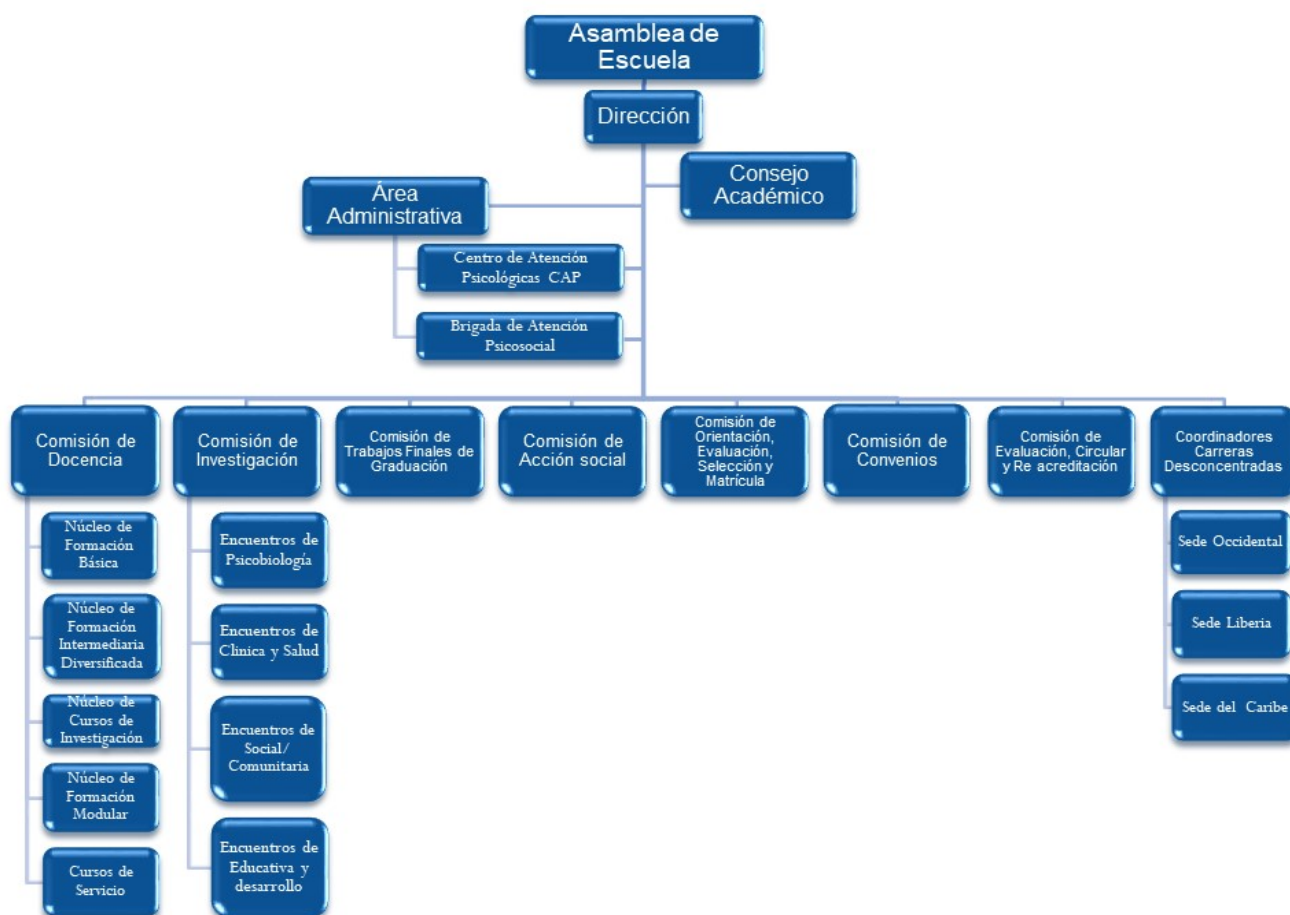 Asamblea de
Escuela
Dirección
Consejo
Académico
Área
Administrativa
Centro de Atención
Psicológicas CAP
Brigada de Atención
Psicosocial
Comisión de
Docencia
Comisión de
Investigación
Comisión de
Trabajos Finales de
Graduación
Comisión de
Acción social
Comisión de
Orientación,
Evaluación,
Selección y
Matrícula
Comisión de
Convenios
Comisión de
Evaluación, Circular
y Re acreditación
Coordinadores
Carreras
Desconcentradas
Núcleo de
Formación
Básica
Núcleo de
Formación
Intermediaria
Diversificada
Núcleo de
Cursos de
Investigación
Núcleo de
Formación
Modular
Cursos de
Servicio
Encuentros de
Psicobiología
Encuentros de
Clínica y Salud
Encuentros de
Social/
Comunitaria
Encuentros de
Educativa y
desarrollo
Sede Occidental
Sede Liberia
Sede del Caribe